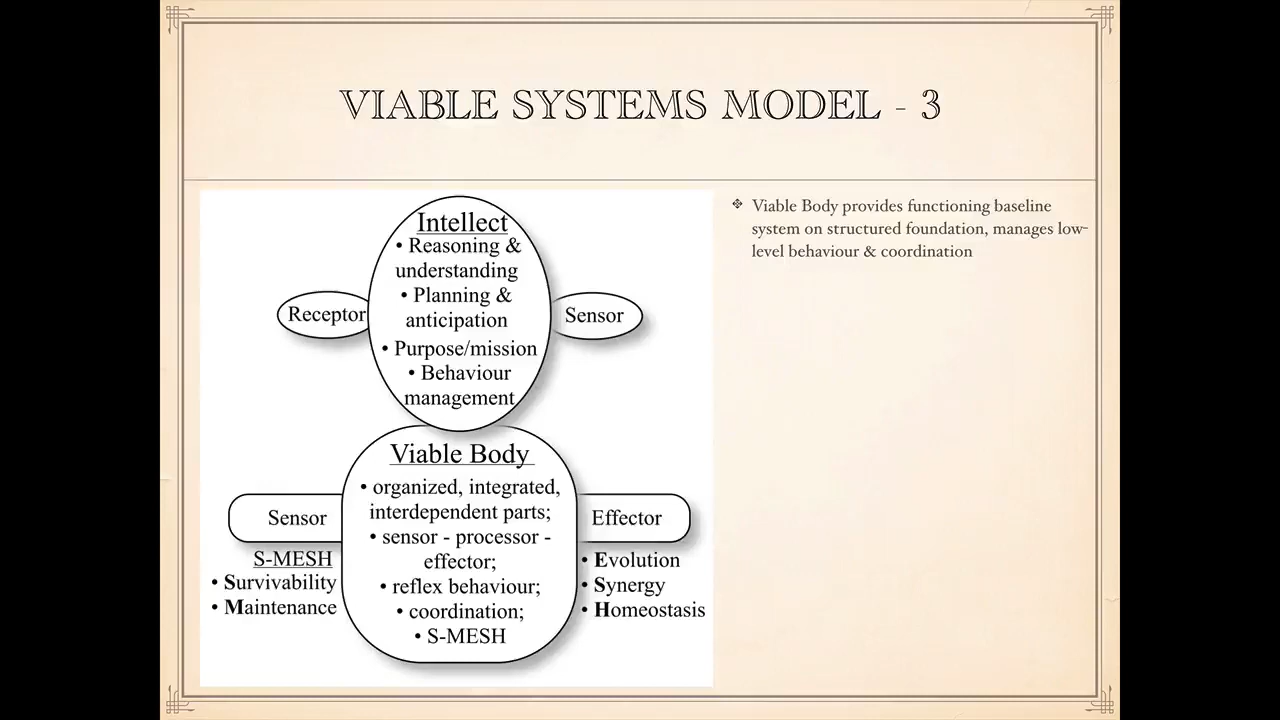 VIABLE SYSTEMS MODEL - 3
Intellect
• Reasoning &
understanding
• Planning &
anticipation
• Purpose/mission
• Behaviour
management
Receptor
Sensor
Viable Body
• organized, integrated,
interdependent parts;
• sensor - processor -
effector;
• reflex behaviour;
• coordination;
• S-MESH
Sensor
S-MESH
• Survivability
• Maintenance
Effector
• Evolution
• Synergy
• Homeostasis
❖ Viable Body provides functioning baseline
system on structured foundation, manages low-
level behaviour & coordination